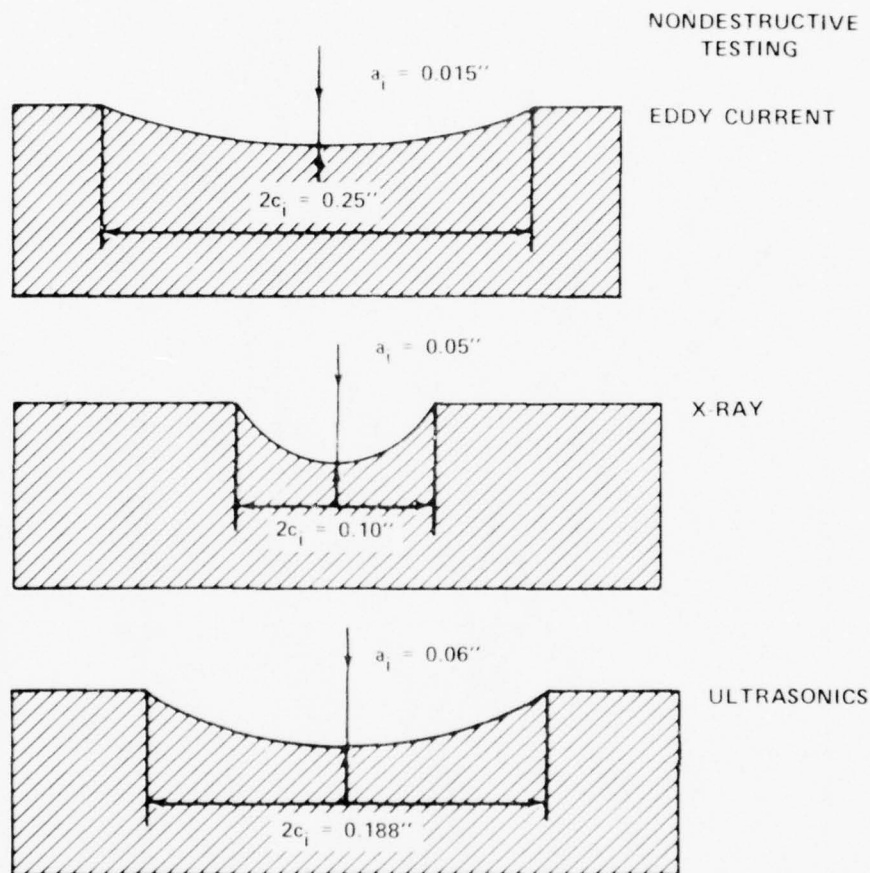 NONDESTRUCTIVE
TESTING
a_i = 0.015''
EDDY CURRENT
2c_i = 0.25''
a_i = 0.05''
X-RAY
2c_i = 0.10''
a_i = 0.06''
ULTRASONICS
2c_i = 0.188''